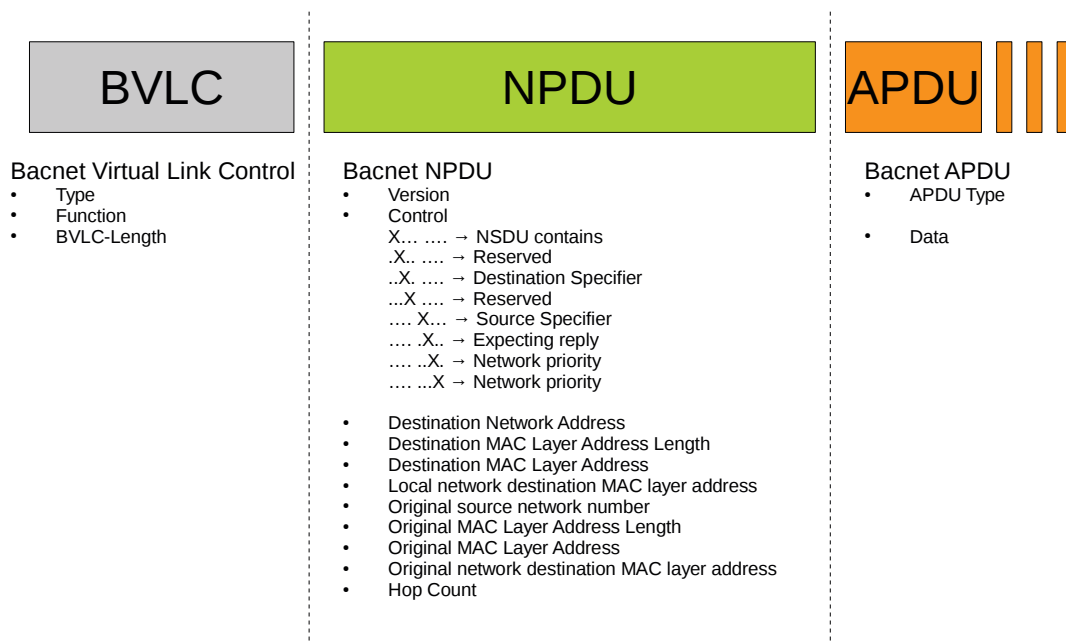 BVLC
NPDU
APDU
Bacnet Virtual Link Control
• Type
• Function
• BVLC-Length
Bacnet NPDU
• Version
• Control
X... .... → NSDU contains
.X.. .... → Reserved
..X. .... → Destination Specifier
...X .... → Reserved
.... X... → Source Specifier
.... .X.. → Expecting reply
.... ..X. → Network priority
.... ...X → Network priority
• Destination Network Address
• Destination MAC Layer Address Length
• Destination MAC Layer Address
• Local network destination MAC layer address
• Original source network number
• Original MAC Layer Address Length
• Original MAC Layer Address
• Original network destination MAC layer address
• Hop Count
Bacnet APDU
• APDU Type
• Data